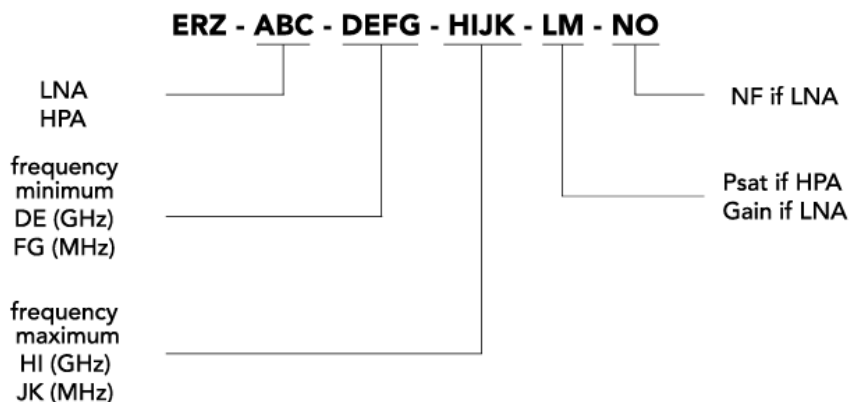 ERZ - ABC - DEFG - HIJK - LM - NO
LNA
HPA
frequency
minimum
DE (GHz)
FG (MHz)
frequency
maximum
HI (GHz)
JK (MHz)
NF if LNA
Psat if HPA
Gain if LNA